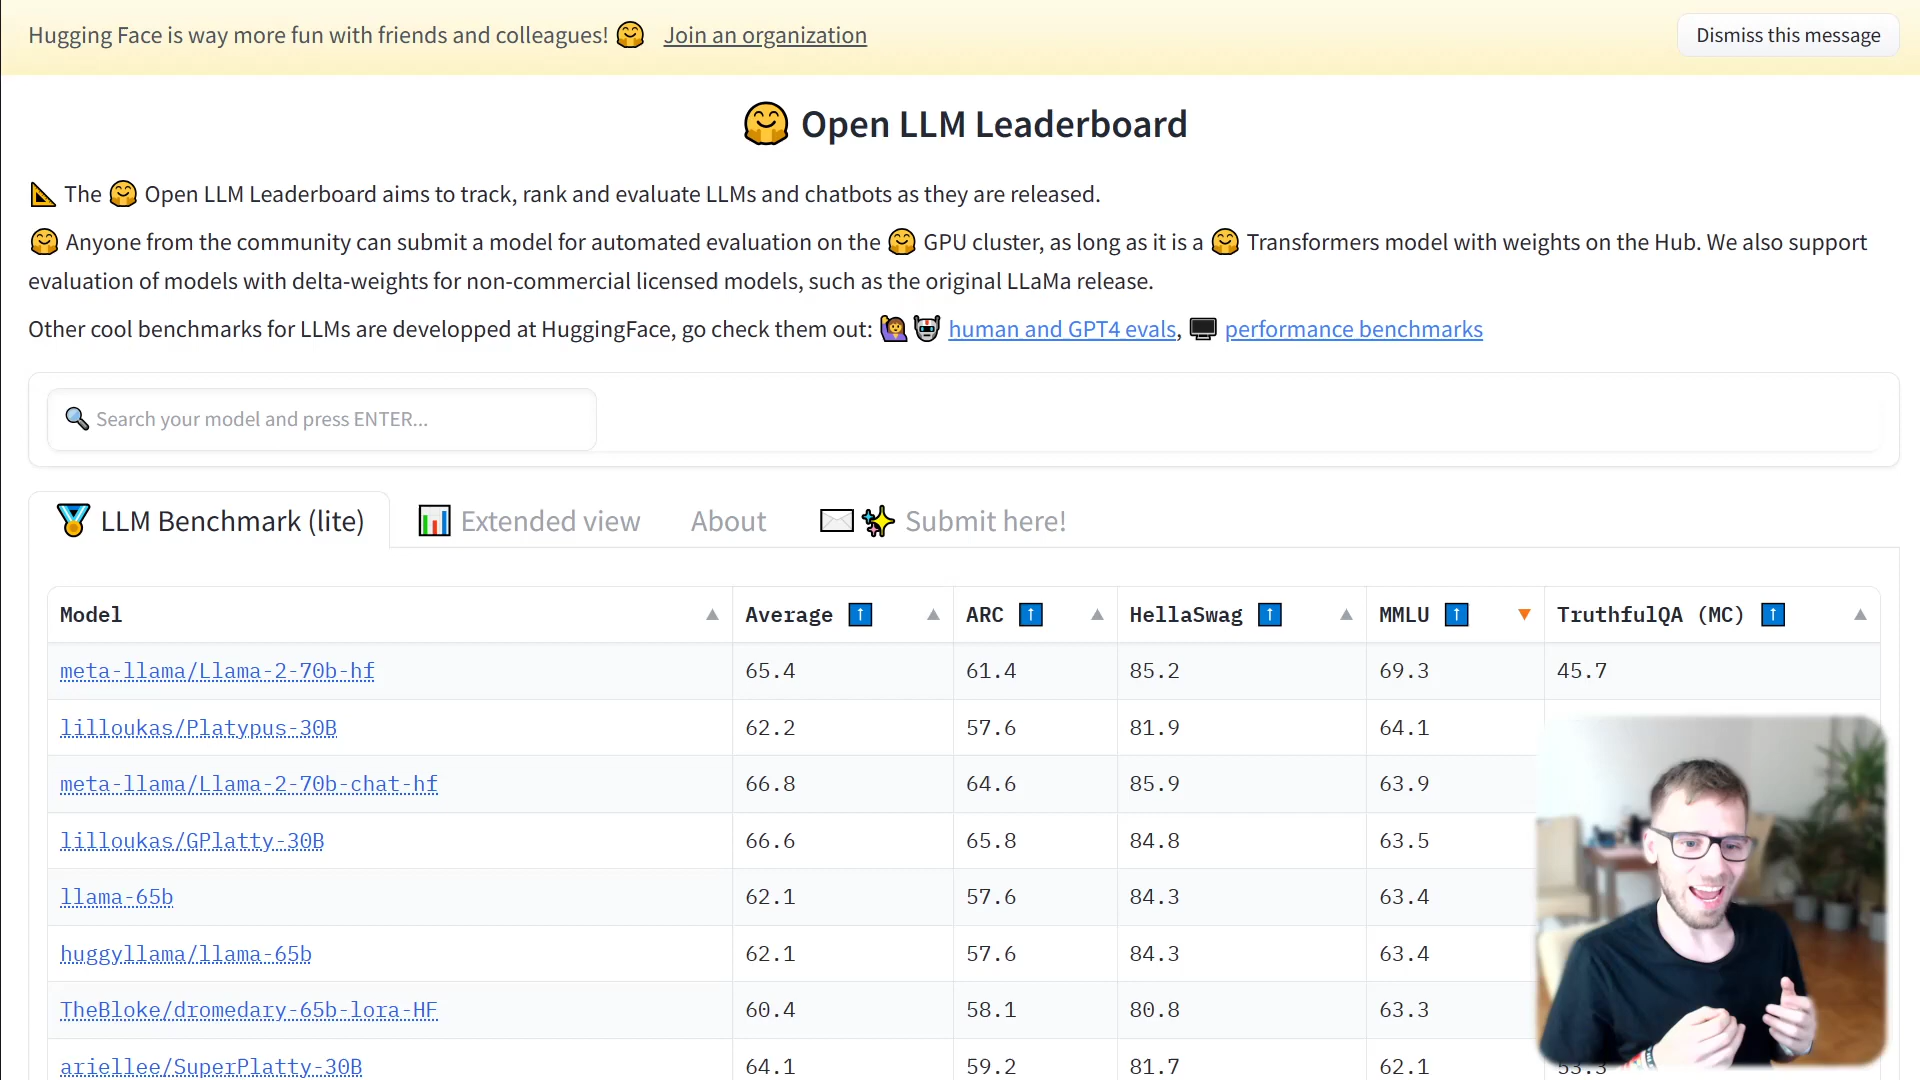 Hugging Face is way more fun with friends and colleagues! 🤗 Join an organization
Dismiss this message
🤗 Open LLM Leaderboard
📐 The 🤗 Open LLM Leaderboard aims to track, rank and evaluate LLMs and chatbots as they are released.
🤗 Anyone from the community can submit a model for automated evaluation on the 🤗 GPU cluster, as long as it is a 🤗 Transformers model with weights on the Hub. We also support
evaluation of models with delta-weights for non-commercial licensed models, such as the original LLaMa release.
Other cool benchmarks for LLMs are developped at HuggingFace, go check them out: 🙋🤖 human and GPT4 evals, 🖥️ performance benchmarks
🔍 Search your model and press ENTER...
🏅 LLM Benchmark (lite) 📊 Extended view About ✉️✨ Submit here!
Model Average ⬆️ ARC ⬆️ HellaSwag ⬆️ MMLU ⬆️ TruthfulQA (MC) ⬆️
meta-llama/Llama-2-70b-hf 65.4 61.4 85.2 69.3 45.7
lilloukas/Platypus-30B 62.2 57.6 81.9 64.1
meta-llama/Llama-2-70b-chat-hf 66.8 64.6 85.9 63.9
lilloukas/GPlatty-30B 66.6 65.8 84.8 63.5
llama-65b 62.1 57.6 84.3 63.4
huggyllama/llama-65b 62.1 57.6 84.3 63.4
TheBloke/dromedary-65b-lora-HF 60.4 58.1 80.8 63.3
ariellee/SuperPlatty-30B 64.1 59.2 81.7 62.1